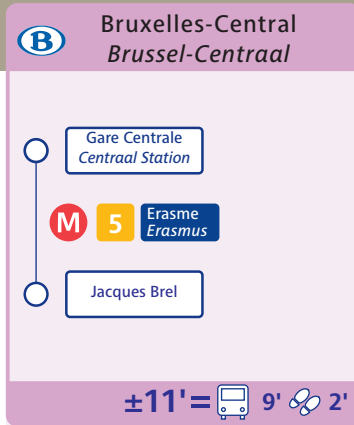 B
Bruxelles-Central
Brussel-Centraal
Gare Centrale
Centraal Station
M 5 Erasme
Erasmus
Jacques Brel
±11'= 9' 2'